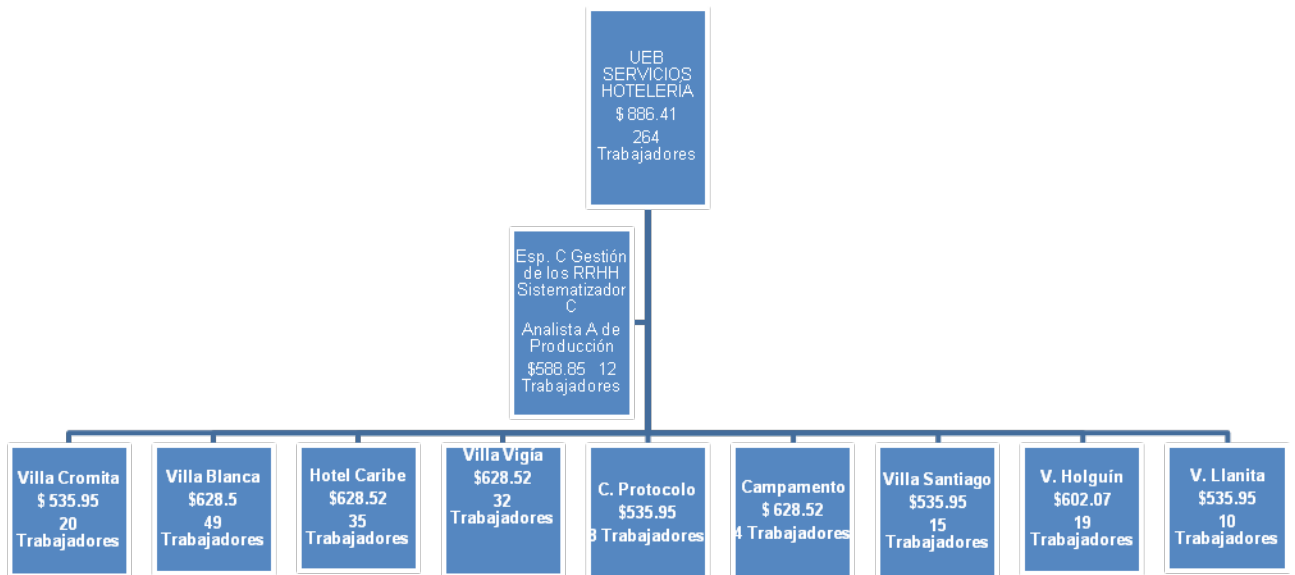 UEB
SERVICIOS
HOTELERÍA
$ 886.41
264
Trabajadores
Esp. C Gestión
de los RRHH
Sistematizador
C
Analista A de
Producción
$588.85 12
Trabajadores
Villa Cromita
$ 535.95
20
Trabajadores
Villa Blanca
$628.5
49
Trabajadores
Hotel Caribe
$628.52
35
Trabajadores
Villa Vigía
$628.52
32
Trabajadores
C. Protocolo
$535.95
Trabajadores
Campamento
$ 628.52
4 Trabajadores
Villa Santiago
$535.95
15
Trabajadores
V. Holguín
$602.07
19
Trabajadores
V. Llanita
$535.95
10
Trabajadores